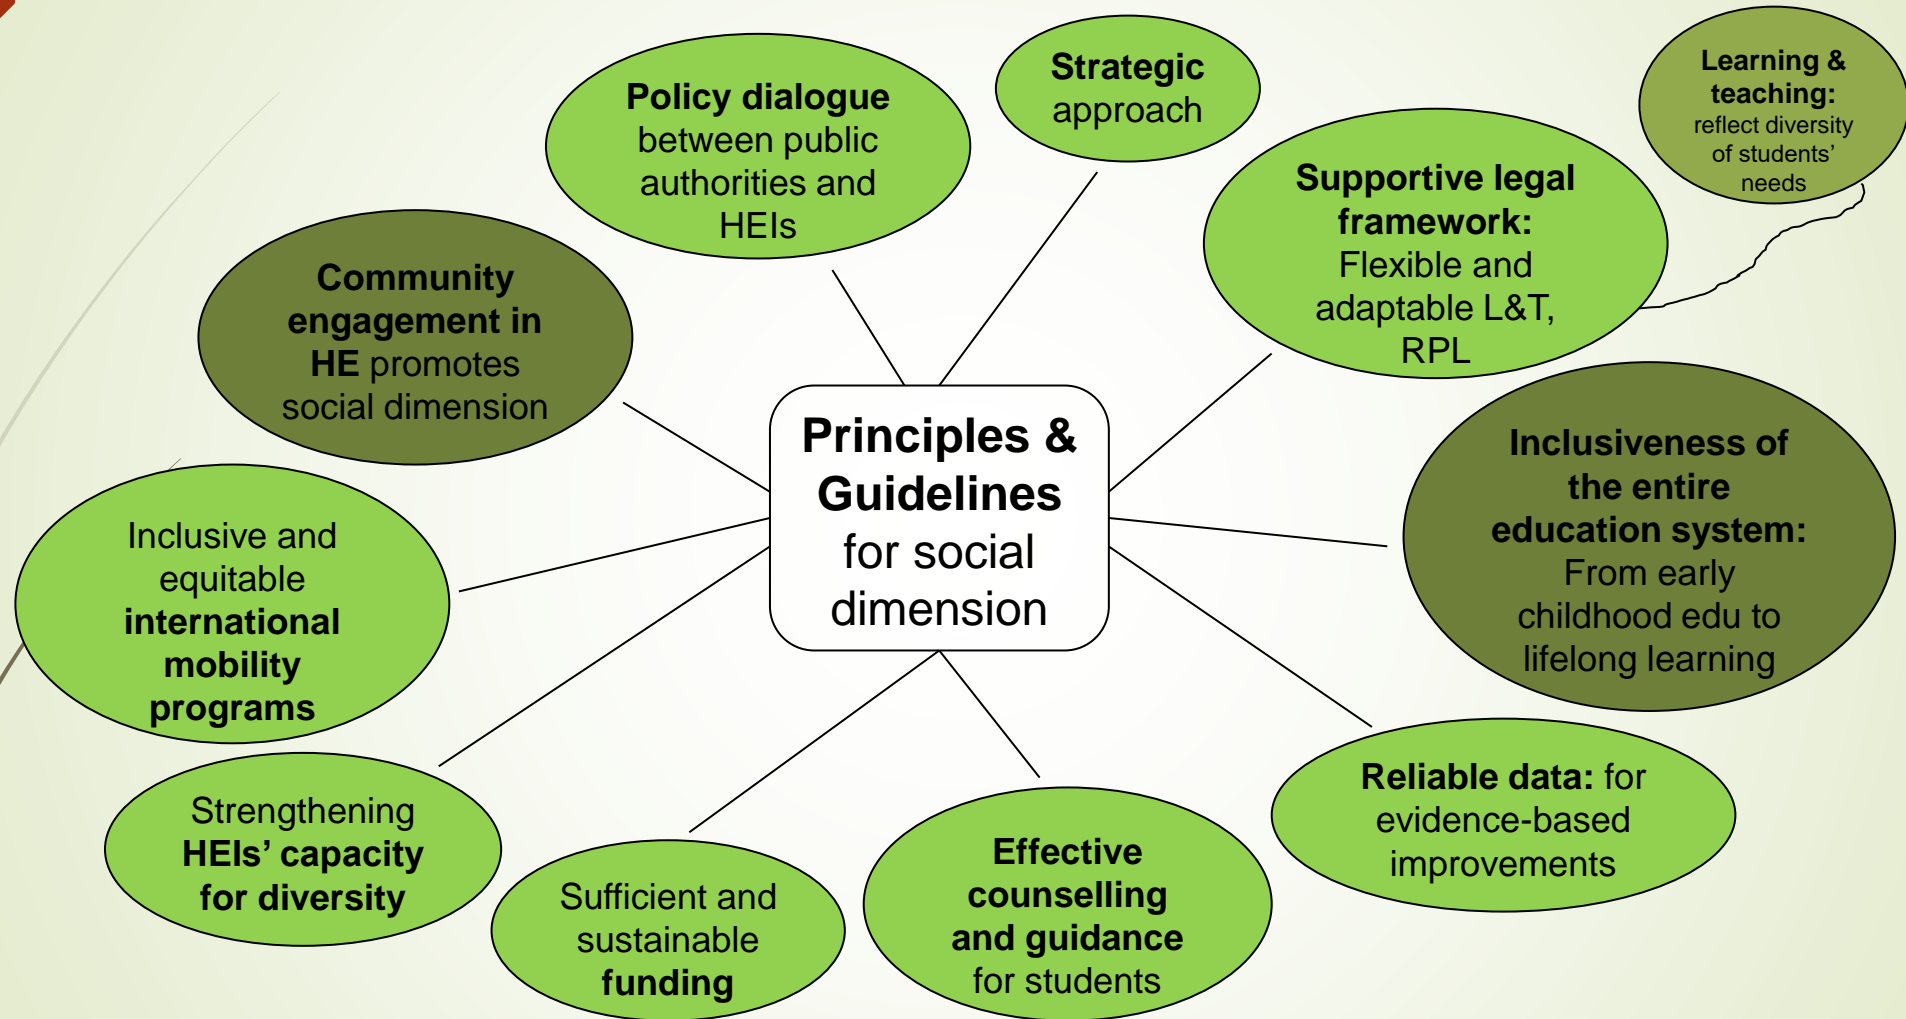 Policy dialogue
between public
authorities and
HEIs
Strategic
approach
Learning &
teaching:
reflect diversity
of students’
needs
Supportive legal
framework:
Flexible and
adaptable L&T,
RPL
Community
engagement in
HE promotes
social dimension
Principles &
Guidelines
for social
dimension
Inclusiveness of
the entire
education system:
From early
childhood edu to
lifelong learning
Inclusive and
equitable
international
mobility
programs
Strengthening
HEIs’ capacity
for diversity
Sufficient and
sustainable
funding
Effective
counselling
and guidance
for students
Reliable data: for
evidence-based
improvements